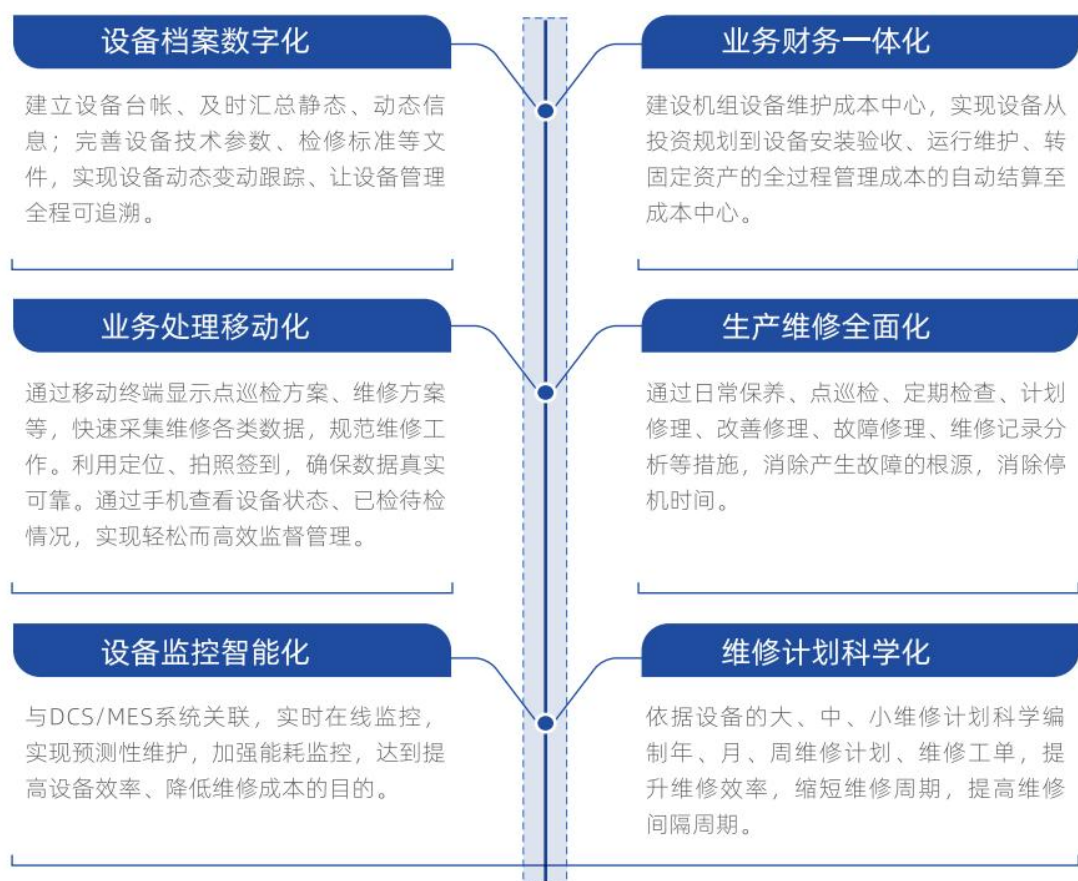 设备档案数字化
建立设备台帐、及时汇总静态、动态信
息；完善设备技术参数、检修标准等文
件，实现设备动态变动跟踪、让设备管理
全程可追溯。
业务财务一体化
建设机组设备维护成本中心，实现设备从
投资规划到设备安装验收、运行维护、转
固定资产的全过程管理成本的自动结算至
成本中心。
业务处理移动化
通过移动终端显示点巡检方案、维修方案
等，快速采集维修各类数据，规范维修工
作。利用定位、拍照签到，确保数据真实
可靠。通过手机查看设备状态、已检待检
情况，实现轻松而高效监督管理。
生产维修全面化
通过日常保养、点巡检、定期检查、计划
修理、改善修理、故障修理、维修记录分
析等措施，消除产生故障的根源，消除停
机时间。
设备监控智能化
与DCS/MES系统关联，实时在线监控，
实现预测性维护，加强能耗监控，达到提
高设备效率、降低维修成本的目的。
维修计划科学化
依据设备的大、中、小维修计划科学编
制年、月、周维修计划、维修工单，提
升维修效率，缩短维修周期，提高维修
间隔周期。